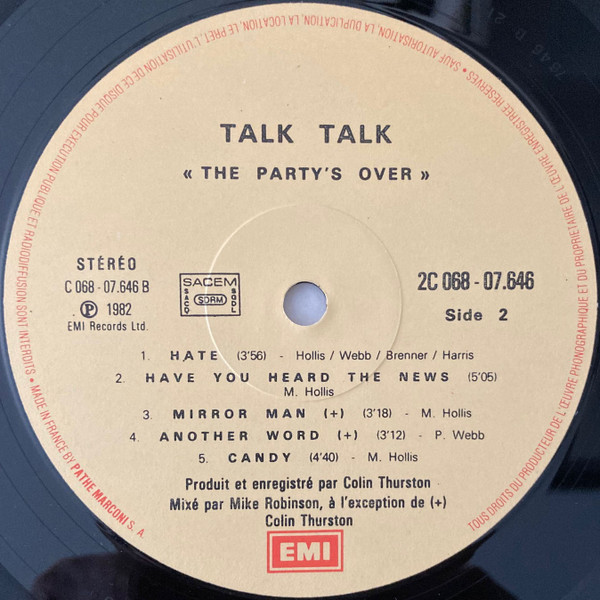 TALK TALK
« THE PARTY'S OVER »
STÉRÉO
C 068 - 07.646 B
P 1982
EMI Records Ltd.
SACEM
SACD
SDRM
SGDL
2C 068 - 07.646
Side 2
1. HATE (3'56) - Hollis / Webb / Brenner / Harris
2. HAVE YOU HEARD THE NEWS (5'05)
M. Hollis
3. MIRROR MAN (+) (3'18) - M. Hollis
4. ANOTHER WORD (+) (3'12) - P. Webb
5. CANDY (4'40) - M. Hollis
Produit et enregistré par Colin Thurston
Mixé par Mike Robinson, à l'exception de (+)
Colin Thurston
EMI
TOUS DROITS DU PRODUCTEUR DE L'ŒUVRE PHONOGRAPHIQUE ET DU PROPRIETAIRE DE L'ŒUVRE ENREGISTREE RESERVES • SAUF AUTORISATION, LA DUPLICATION, LA LOCATION, LE PRET, L'UTILISATION DE CE DISQUE POUR EXECUTION PUBLIQUE ET RADIODIFFUSION SONT INTERDITS • MADE IN FRANCE BY PATHE MARCONI S. A.